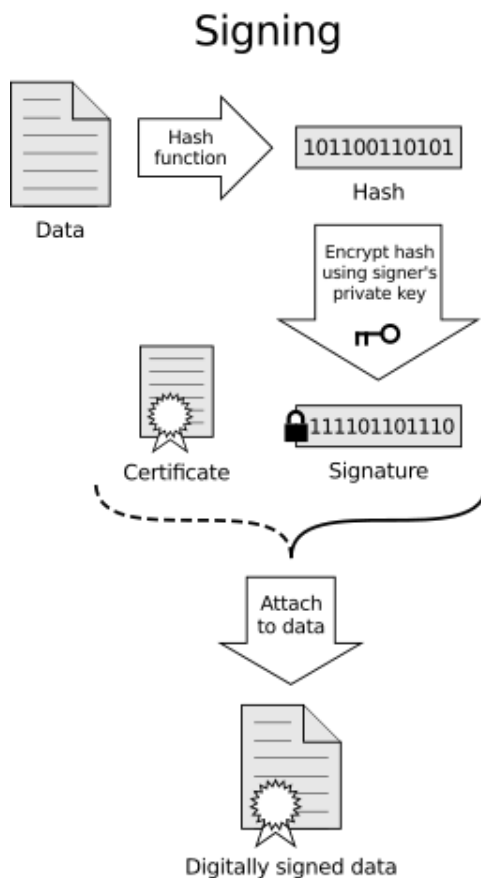 Signing
Hash
function
101100110101
Hash
Data
Encrypt hash
using signer's
private key
111101101110
Certificate
Signature
Attach
to data
Digitally signed data